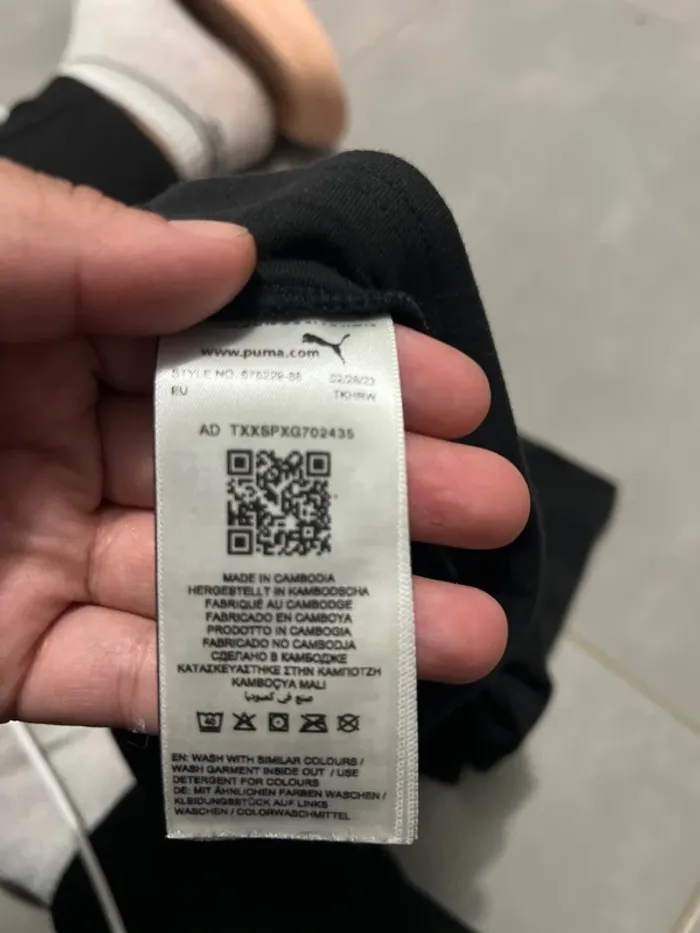 www.puma.com
STYLE NO. 675229-86 02/28/23
EU TKHRW
AD TXXSPXG702435
MADE IN CAMBODIA
HERGESTELLT IN KAMBODSCHA
FABRIQUÉ AU CAMBODGE
FABRICADO EN CAMBOYA
PRODOTTO IN CAMBOGIA
FABRICADO NO CAMBODJA
СДЕЛАНО В КАМБОДЖЕ
ΚΑΤΑΣΚΕΥΑΣΤΗΚΕ ΣΤΗΝ ΚΑΜΠΟΤΖΗ
KAMBOÇYA MALI
صنع في كمبوديا
40
EN: WASH WITH SIMILAR COLOURS /
WASH GARMENT INSIDE OUT / USE
DETERGENT FOR COLOURS
DE: MIT ÄHNLICHEN FARBEN WASCHEN /
KLEIDUNGSSTÜCK AUF LINKS
WASCHEN / COLORWASCHMITTEL